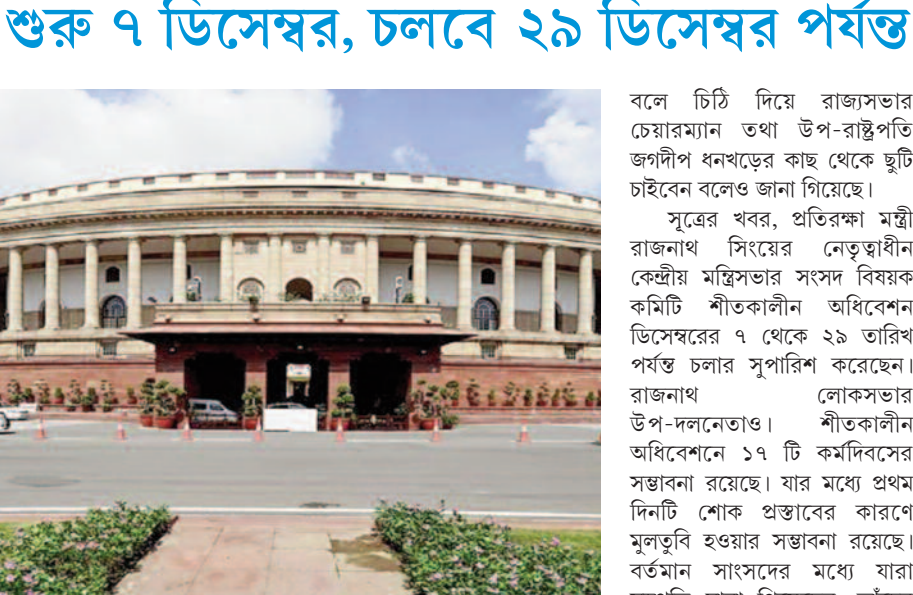 শুরু ৭ ডিসেম্বর, চলবে ২৯ ডিসেম্বর পর্যন্ত
বলে চিঠি দিয়ে রাজ্যসভার
চেয়ারম্যান তথা উপ-রাষ্ট্রপতি
জগদীপ ধনখড়ের কাছ থেকে ছুটি
চাইবেন বলেও জানা গিয়েছে।
সূত্রের খবর, প্রতিরক্ষা মন্ত্রী
রাজনাথ সিংয়ের নেতৃত্বাধীন
কেন্দ্রীয় মন্ত্রিসভার সংসদ বিষয়ক
কমিটি শীতকালীন অধিবেশন
ডিসেম্বরের ৭ থেকে ২৯ তারিখ
পর্যন্ত চলার সুপারিশ করেছেন।
রাজনাথ লোকসভার
উপ-দলনেতাও। শীতকালীন
অধিবেশনে ১৭ টি কর্মদিবসের
সম্ভাবনা রয়েছে। যার মধ্যে প্রথম
দিনটি শোক প্রস্তাবের কারণে
মুলতুবি হওয়ার সম্ভাবনা রয়েছে।
বর্তমান সাংসদের মধ্যে যারা